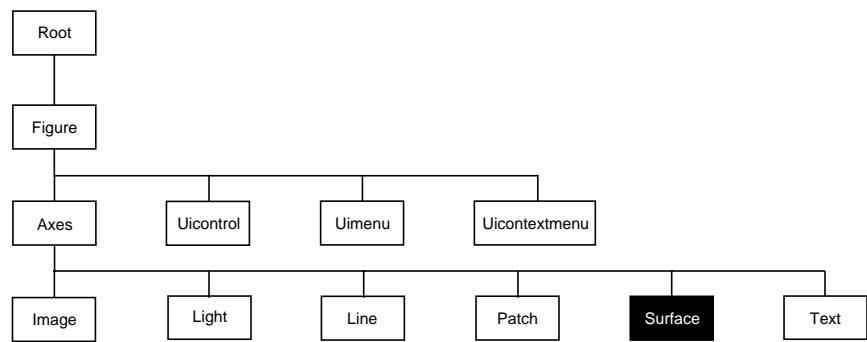 Root
Figure
Axes Uicontrol Uimenu Uicontextmenu
Image Light Line Patch Surface Text